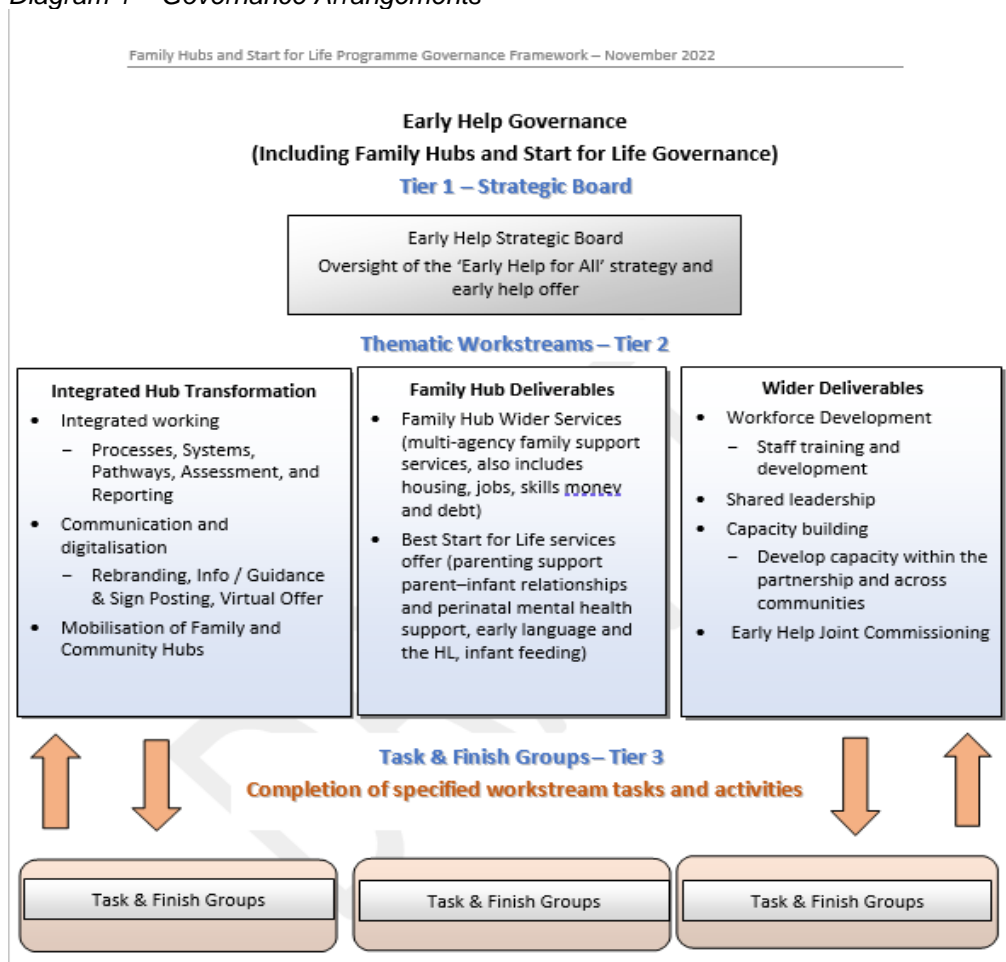 Diagram 1 – Governance Arrangements
Family Hubs and Start for Life Programme Governance Framework – November 2022
Early Help Governance
(Including Family Hubs and Start for Life Governance)
Tier 1 – Strategic Board
Early Help Strategic Board
Oversight of the 'Early Help for All' strategy and
early help offer
Thematic Workstreams – Tier 2
Integrated Hub Transformation
• Integrated working
– Processes, Systems,
Pathways, Assessment, and
Reporting
• Communication and
digitalisation
– Rebranding, Info / Guidance
& Sign Posting, Virtual Offer
• Mobilisation of Family and
Community Hubs
Family Hub Deliverables
• Family Hub Wider Services
(multi-agency family support
services, also includes
housing, jobs, skills money
and debt)
• Best Start for Life services
offer (parenting support
parent–infant relationships
and perinatal mental health
support, early language and
the HL, infant feeding)
Wider Deliverables
• Workforce Development
– Staff training and
development
• Shared leadership
• Capacity building
– Develop capacity within the
partnership and across
communities
• Early Help Joint Commissioning
Task & Finish Groups– Tier 3
Completion of specified workstream tasks and activities
Task & Finish Groups
Task & Finish Groups
Task & Finish Groups